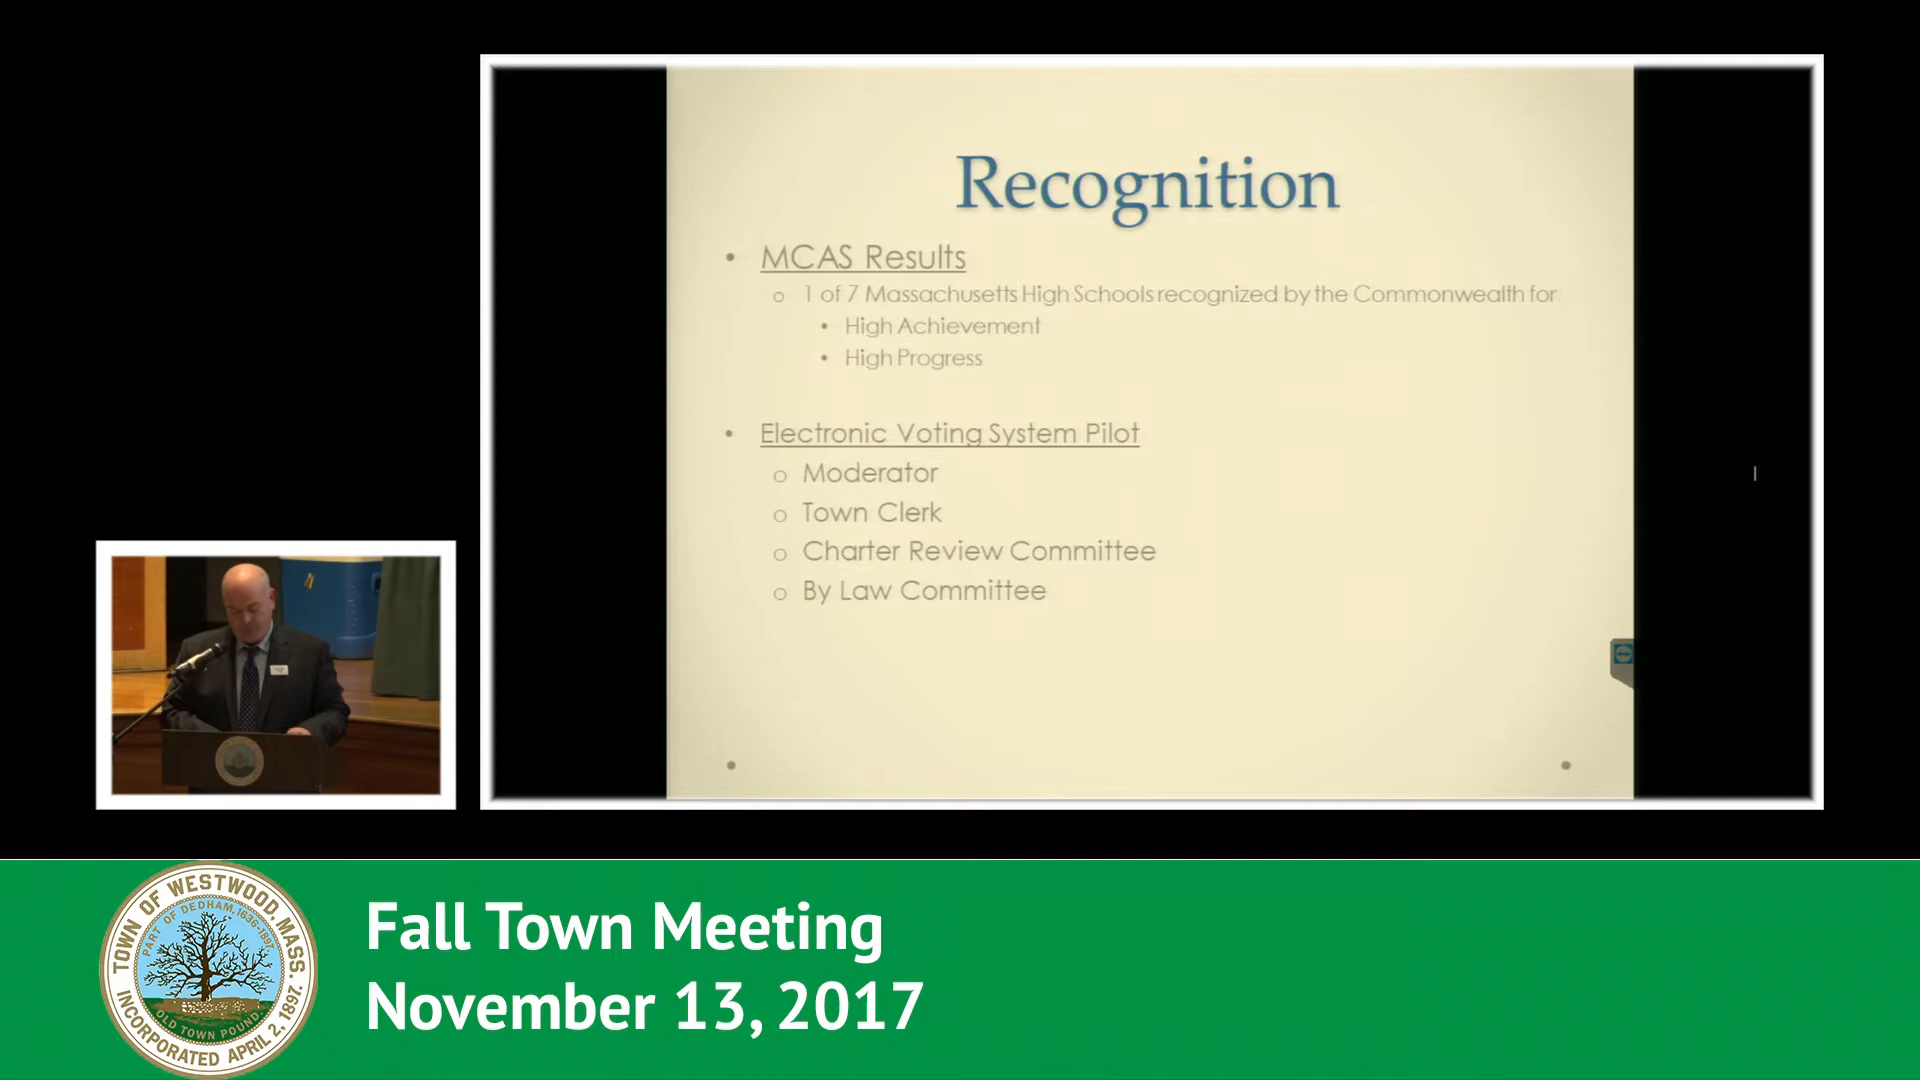 Recognition
• MCAS Results
o 1 of 7 Massachusetts High Schools recognized by the Commonwealth for
• High Achievement
• High Progress
• Electronic Voting System Pilot
o Moderator
o Town Clerk
o Charter Review Committee
o By Law Committee
TOWN OF WESTWOOD, MASS.
PART OF DEDHAM, 1636-1897.
OLD TOWN POUND.
INCORPORATED APRIL 2, 1897.
Fall Town Meeting
November 13, 2017